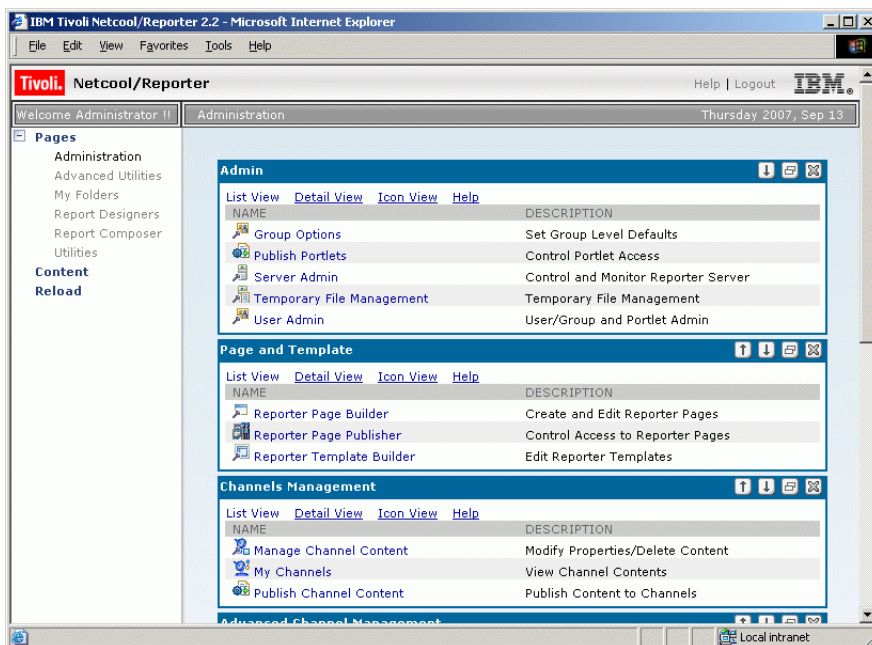 IBM Tivoli Netcool/Reporter 2.2 - Microsoft Internet Explorer
File Edit View Favorites Tools Help
Tivoli. Netcool/Reporter Help | Logout IBM®
Welcome Administrator !! Administration Thursday 2007, Sep 13
Pages
Administration
Advanced Utilities
My Folders
Report Designers
Report Composer
Utilities
Content
Reload
Admin
List View Detail View Icon View Help
NAME DESCRIPTION
Group Options Set Group Level Defaults
Publish Portlets Control Portlet Access
Server Admin Control and Monitor Reporter Server
Temporary File Management Temporary File Management
User Admin User/Group and Portlet Admin
Page and Template
List View Detail View Icon View Help
NAME DESCRIPTION
Reporter Page Builder Create and Edit Reporter Pages
Reporter Page Publisher Control Access to Reporter Pages
Reporter Template Builder Edit Reporter Templates
Channels Management
List View Detail View Icon View Help
NAME DESCRIPTION
Manage Channel Content Modify Properties/Delete Content
My Channels View Channel Contents
Publish Channel Content Publish Content to Channels
Advanced Channel Management
Local intranet